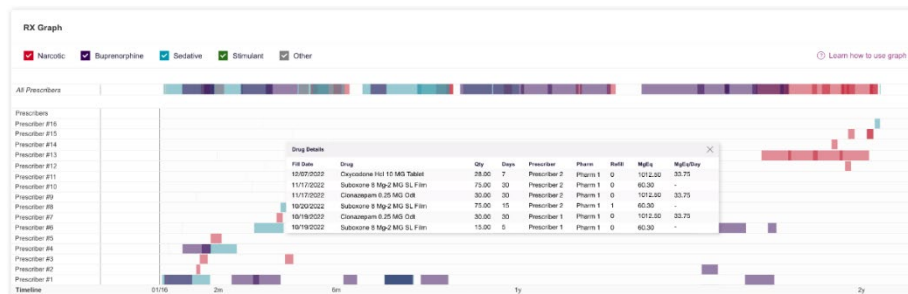 RX Graph
Narcotic Buprenorphine Sedative Stimulant Other
Learn how to use graph
All Prescribers
Prescribers
Prescriber #16
Prescriber #15
Prescriber #14
Prescriber #13
Prescriber #12
Prescriber #11
Prescriber #10
Prescriber #9
Prescriber #8
Prescriber #7
Prescriber #6
Prescriber #5
Prescriber #4
Prescriber #3
Prescriber #2
Prescriber #1
Timeline 01/16 2m 6m 1y 2y
Drug Details
Fill Date Drug Qty Days Prescriber Pharm Refill MgEq MgEq/Day
12/07/2022 Oxycodone Hcl 10 MG Tablet 28.00 7 Prescriber 2 Pharm 1 0 1012.50 33.75
11/17/2022 Suboxone 8 Mg-2 MG SL Film 75.00 30 Prescriber 2 Pharm 1 0 60.30 -
11/17/2022 Clonazepam 0.25 MG Odt 30.00 30 Prescriber 2 Pharm 1 0 1012.50 33.75
10/20/2022 Suboxone 8 Mg-2 MG SL Film 75.00 15 Prescriber 2 Pharm 1 1 60.30 -
10/19/2022 Clonazepam 0.25 MG Odt 30.00 30 Prescriber 1 Pharm 1 0 1012.50 33.75
10/19/2022 Suboxone 8 Mg-2 MG SL Film 15.00 5 Prescriber 1 Pharm 1 0 60.30 -